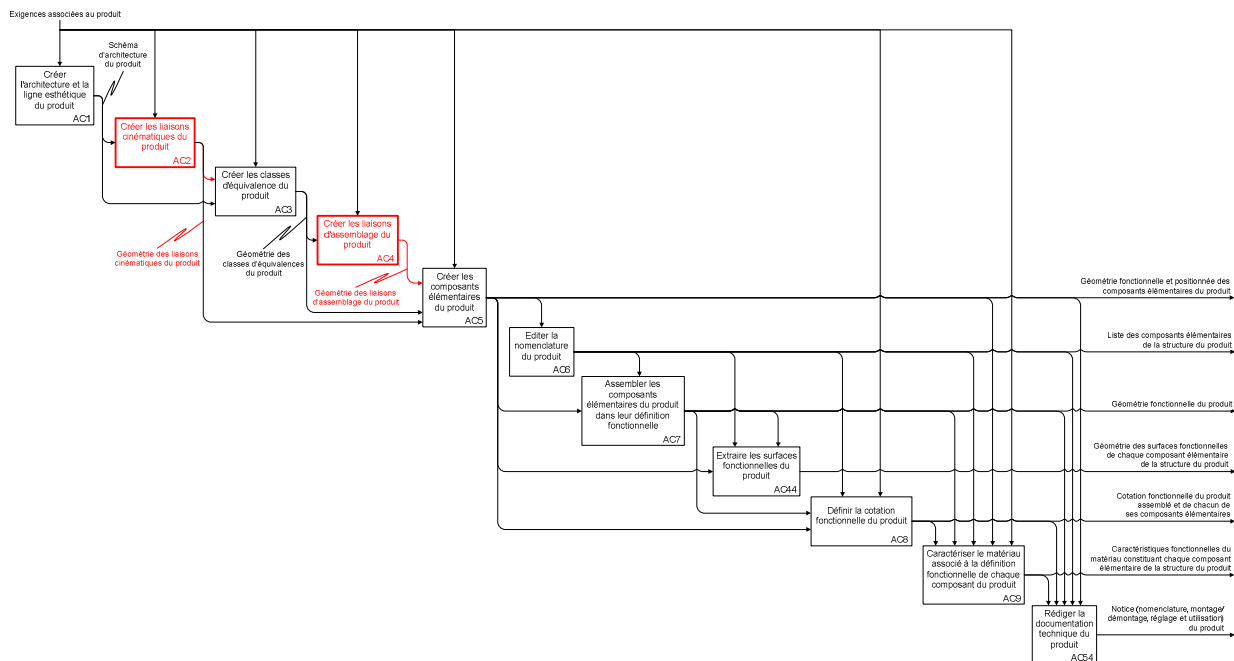 Exigences associées au produit
Schéma
d'architecture
du produit
Créer
l'architecture et la
ligne esthétique
du produit
AC1
Créer les liaisons
cinématiques du
produit
AC2
Créer les classes
d'équivalence du
produit
AC3
Créer les liaisons
d'assemblage du
produit
AC4
Géométrie des liaisons
cinématiques du produit
Géométrie des
classes d'équivalences
du produit
Géométrie des liaisons
d'assemblage du produit
Créer les
composants
élémentaires
du produit
AC5
Géométrie fonctionnelle et positionnée des
composants élémentaires du produit
Editer la
nomenclature
du produit
AC6
Liste des composants élémentaires
de la structure du produit
Assembler les
composants
élémentaires du produit
dans leur définition
fonctionnelle
AC7
Géométrie fonctionnelle du produit
Extraire les surfaces
fonctionnelles du
produit
AC44
Géométrie des surfaces fonctionnelles
de chaque composant élémentaire
de la structure du produit
Définir la cotation
fonctionnelle du produit
AC8
Cotation fonctionnelle du produit
assemblé et de chacun de
ses composants élémentaires
Caractériser le matériau
associé à la définition
fonctionnelle de chaque
composant du produit
AC9
Caractéristiques fonctionnelles du
matériau constituant chaque composant
élémentaire de la structure du produit
Rédiger la
documentation
technique du
produit
AC54
Notice (nomenclature, montage/
démontage, réglage et utilisation)
du produit